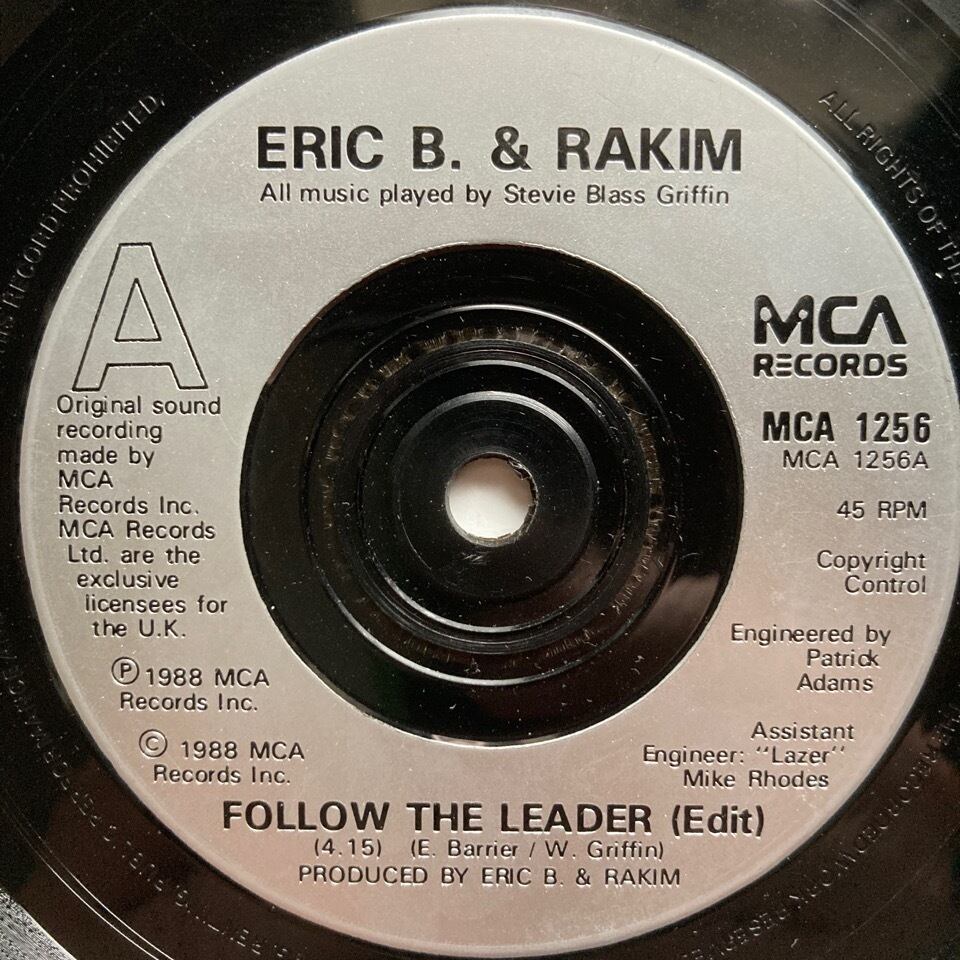 ERIC B. & RAKIM
All music played by Stevie Blass Griffin
A
Original sound
recording
made by
MCA
Records Inc.
MCA Records
Ltd. are the
exclusive
licensees for
the U.K.
Ⓟ1988 MCA
Records Inc.
© 1988 MCA
Records Inc.
MCA
RECORDS
MCA 1256
MCA 1256A
45 RPM
Copyright
Control
Engineered by
Patrick
Adams
Assistant
Engineer: "Lazer"
Mike Rhodes
FOLLOW THE LEADER (Edit)
(4.15) (E. Barrier / W. Griffin)
PRODUCED BY ERIC B. & RAKIM
ALL RIGHTS OF THE
RECORD PROHIBITED,